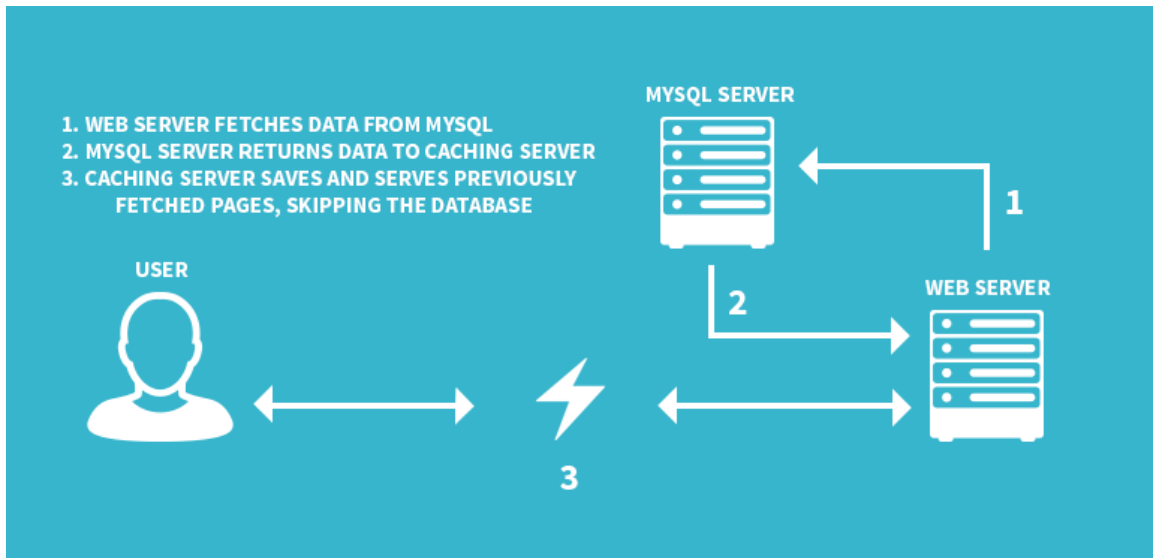 MYSQL SERVER
1. WEB SERVER FETCHES DATA FROM MYSQL
2. MYSQL SERVER RETURNS DATA TO CACHING SERVER
3. CACHING SERVER SAVES AND SERVES PREVIOUSLY
FETCHED PAGES, SKIPPING THE DATABASE
1
USER
WEB SERVER
2
3